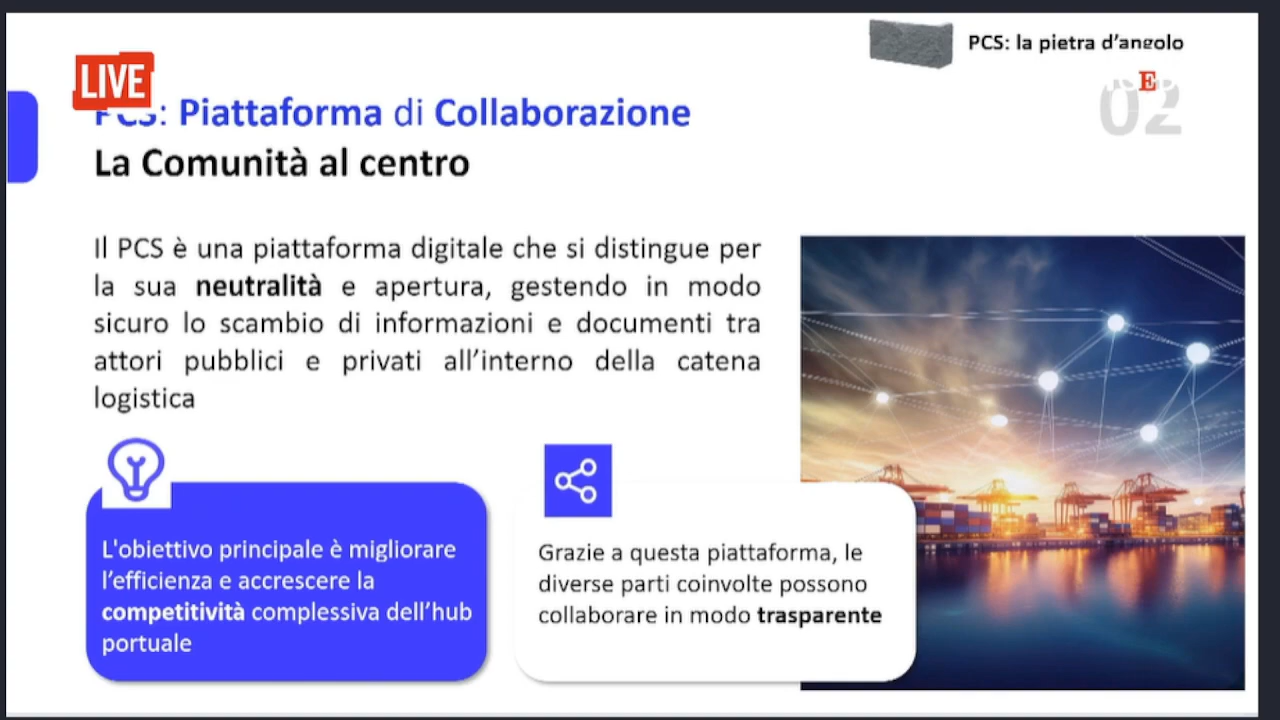 PCS: la pietra d’angolo
LIVE
E
02
PCS: Piattaforma di Collaborazione
La Comunità al centro
Il PCS è una piattaforma digitale che si distingue per
la sua neutralità e apertura, gestendo in modo
sicuro lo scambio di informazioni e documenti tra
attori pubblici e privati all’interno della catena
logistica
L'obiettivo principale è migliorare
l’efficienza e accrescere la
competitività complessiva dell’hub
portuale
Grazie a questa piattaforma, le
diverse parti coinvolte possono
collaborare in modo trasparente